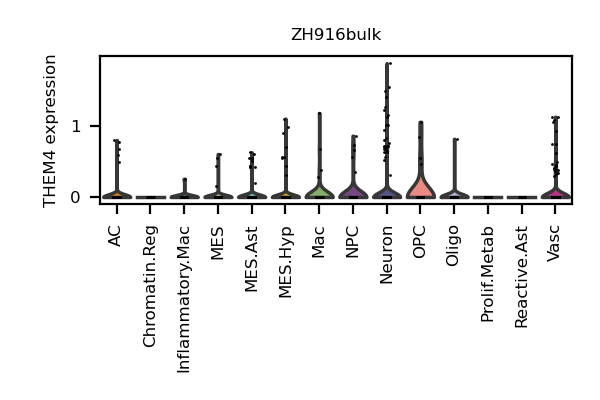 ZH916bulk
THEM4 expression
1
0
AC
Chromatin.Reg
Inflammatory.Mac
MES
MES.Ast
MES.Hyp
Mac
NPC
Neuron
OPC
Oligo
Prolif.Metab
Reactive.Ast
Vasc